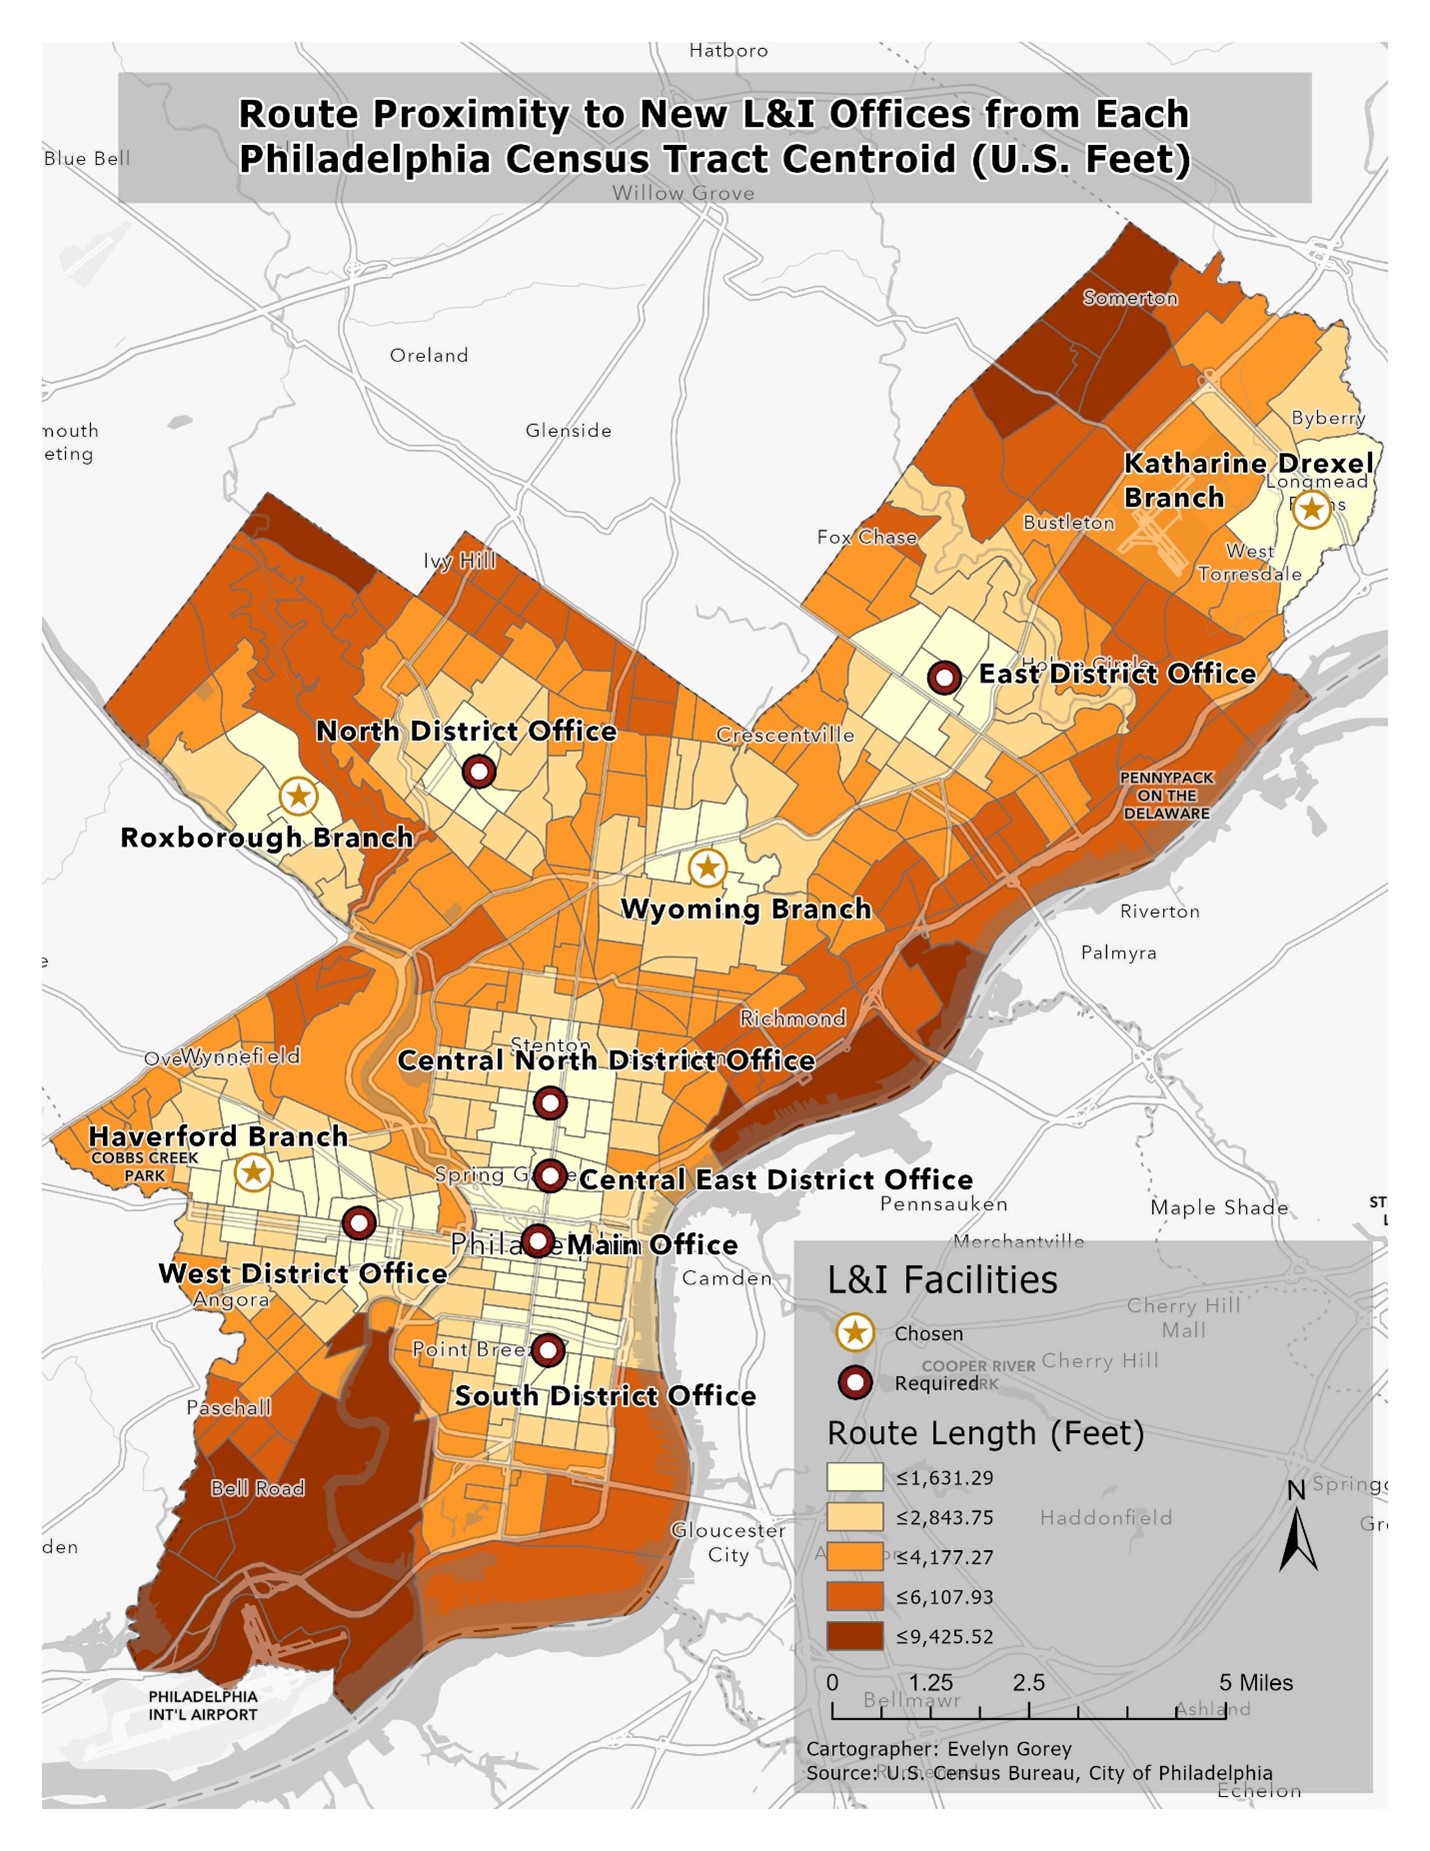 Hatboro
Route Proximity to New L&I Offices from Each
Philadelphia Census Tract Centroid (U.S. Feet)
Blue Bell
Willow Grove
Somerton
Oreland
Byberry
mouth
eting
Glenside
Katharine Drexel
Branch
Longmead
Bustleton
Fox Chase
West
Torresdale
Ivy Hill
East District Office
North District Office
Crescentville
PENNYPACK
ON THE
DELAWARE
Roxborough Branch
Wyoming Branch
Riverton
Palmyra
Richmond
Stenton
Wynnefield
Central North District Office
Haverford Branch
COBBS CREEK
PARK
Spring
Central East District Office
Pennsauken
Maple Shade
ST
L
Merchantville
Main Office
West District Office
Angora
Camden
Point Bree
South District Office
Paschall
Bell Road
Gloucester
City
den
PHILADELPHIA
INT'L AIRPORT
L&I Facilities
Chosen
Required
Cherry Hill
Mall
COOPER RIVER
Cherry Hill
Route Length (Feet)
≤1,631.29
≤2,843.75
≤4,177.27
≤6,107.93
≤9,425.52
Haddonfield
N
Springd
Gre
0 1.25 2.5 5 Miles
Bellmawr
Ashland
Cartographer: Evelyn Gorey
Source: U.S. Census Bureau, City of Philadelphia
Echelon